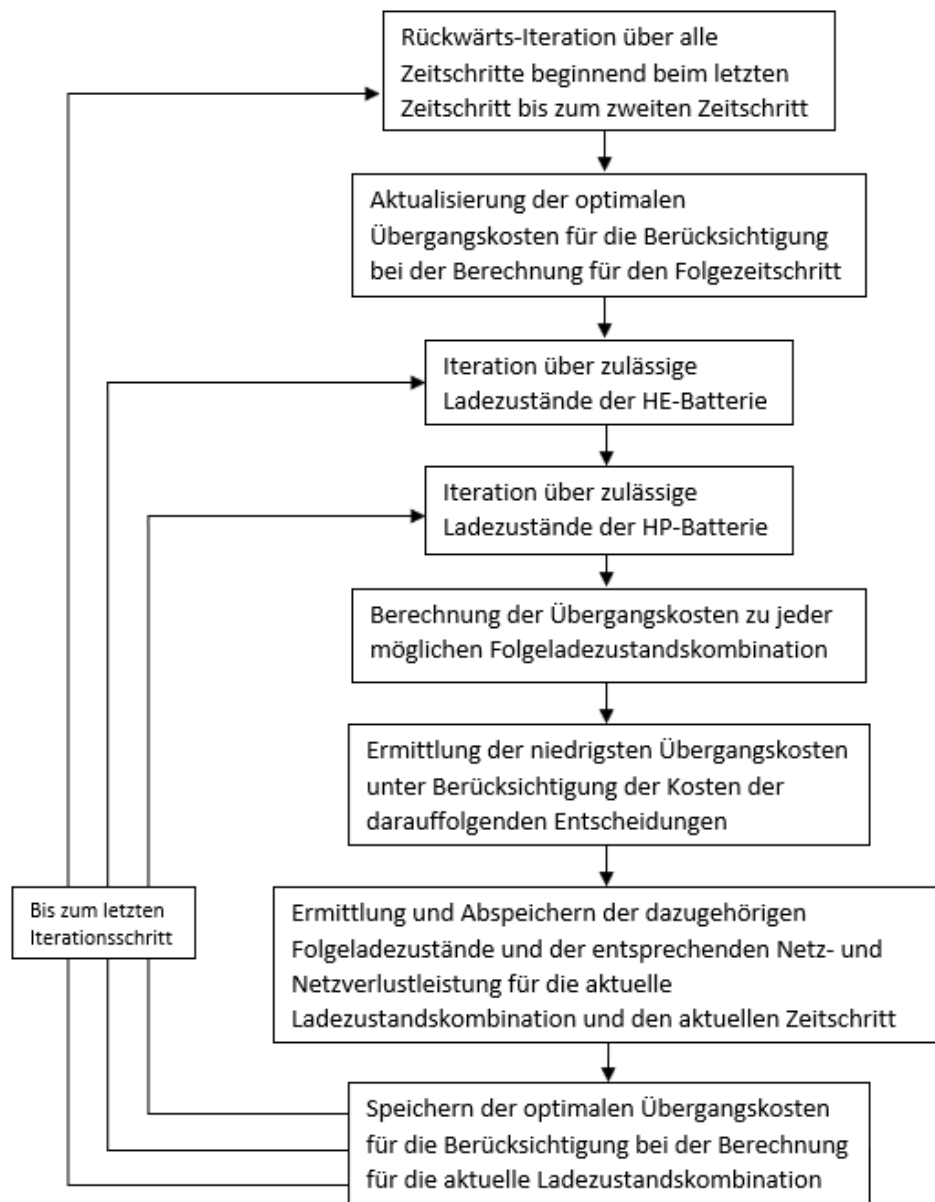 Rückwärts-Iteration über alle
Zeitschritte beginnend beim letzten
Zeitschritt bis zum zweiten Zeitschritt
Aktualisierung der optimalen
Übergangskosten für die Berücksichtigung
bei der Berechnung für den Folgezeitschritt
Iteration über zulässige
Ladezustände der HE-Batterie
Iteration über zulässige
Ladezustände der HP-Batterie
Berechnung der Übergangskosten zu jeder
möglichen Folgeladezustandskombination
Ermittlung der niedrigsten Übergangskosten
unter Berücksichtigung der Kosten der
darauffolgenden Entscheidungen
Bis zum letzten
Iterationsschritt
Ermittlung und Abspeichern der dazugehörigen
Folgeladezustände und der entsprechenden Netz- und
Netzverlustleistung für die aktuelle
Ladezustandskombination und den aktuellen Zeitschritt
Speichern der optimalen Übergangskosten
für die Berücksichtigung bei der Berechnung
für die aktuelle Ladezustandskombination